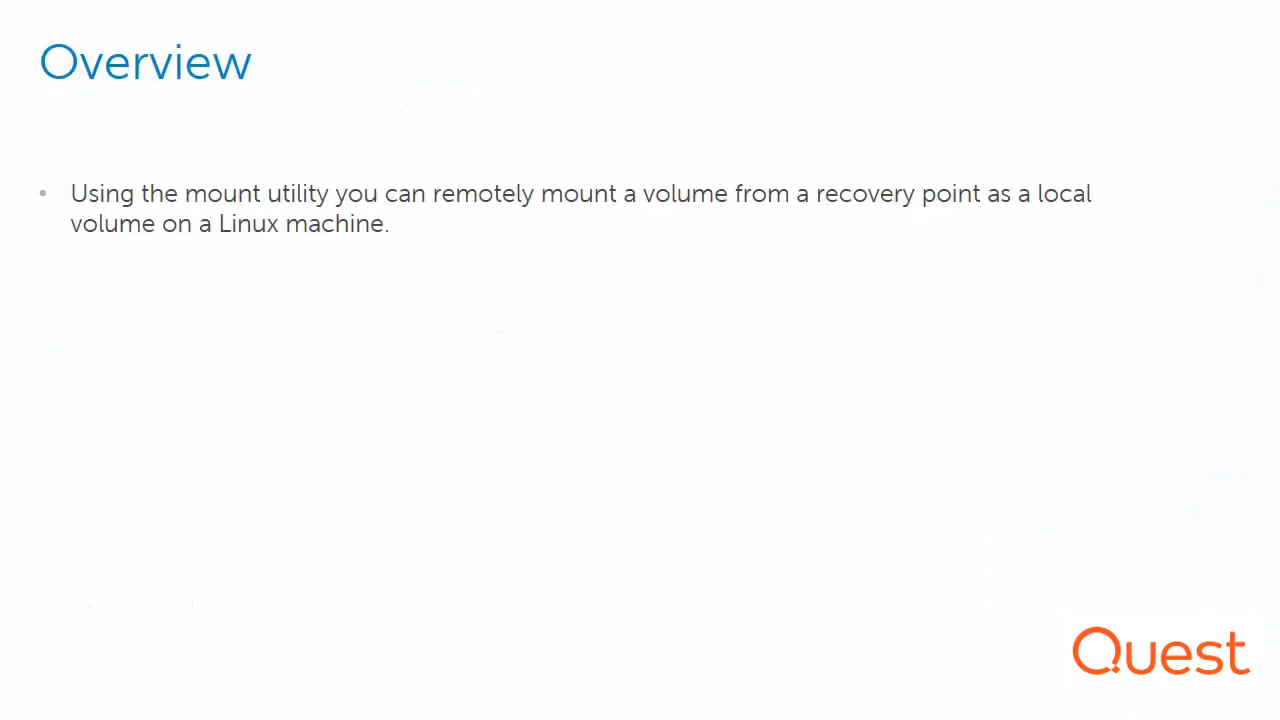 Overview
• Using the mount utility you can remotely mount a volume from a recovery point as a local
volume on a Linux machine.
Quest